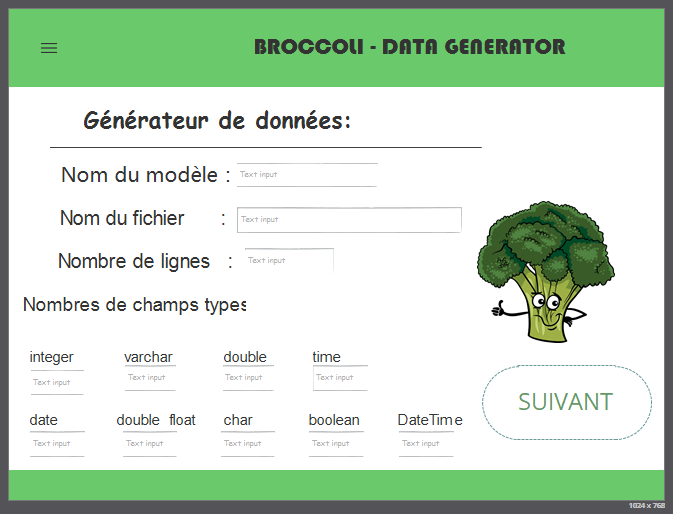 BROCCOLI - DATA GENERATOR
Générateur de données:
Nom du modèle : Text input
Nom du fichier : Text input
Nombre de lignes : Text input
Nombres de champs types
integer varchar double time
Text input Text input Text input Text input
date double float char boolean DateTime
Text input Text input Text input Text input Text input
SUIVANT
1024 x 768